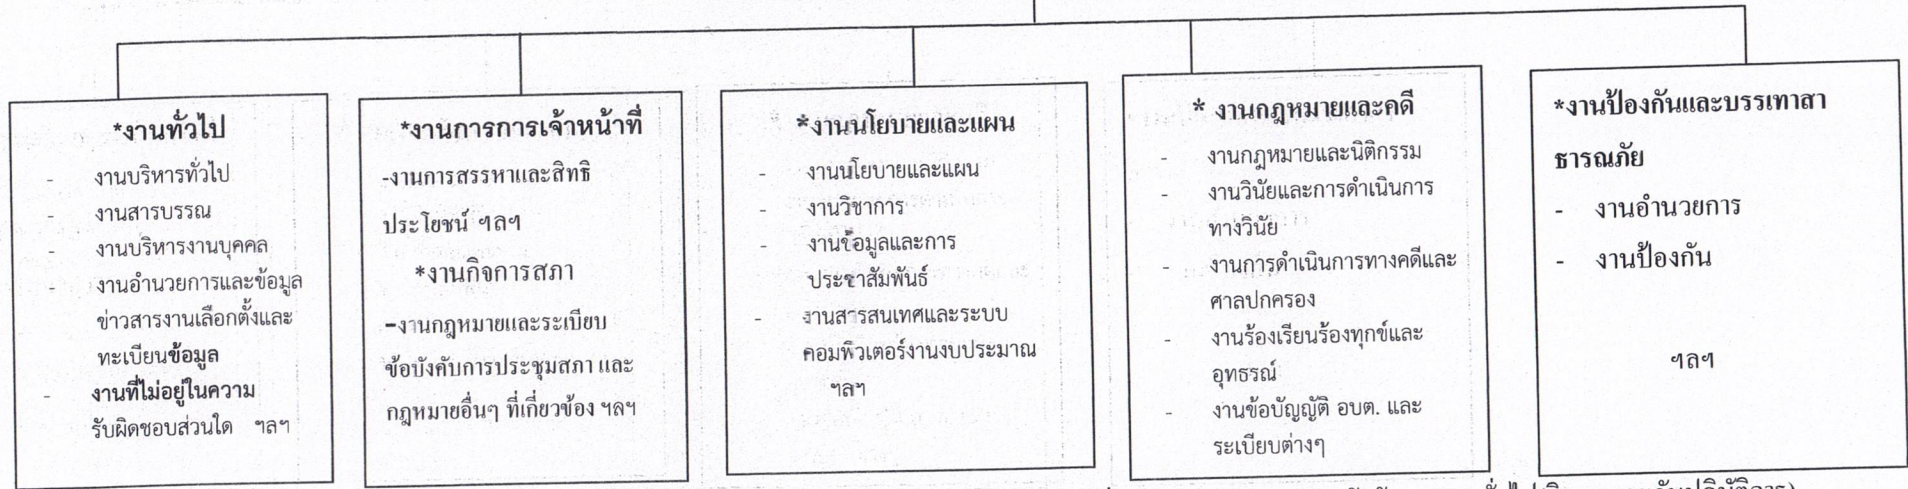 *งานทั่วไป
- งานบริหารทั่วไป
- งานสารบรรณ
- งานบริหารงานบุคคล
- งานอำนวยการและข้อมูล
ข่าวสารงานเลือกตั้งและ
ทะเบียนข้อมูล
- งานที่ไม่อยู่ในความ
รับผิดชอบส่วนใด ฯลฯ
*งานการการเจ้าหน้าที่
-งานการสรรหาและสิทธิ
ประโยชน์ ฯลฯ
*งานกิจการสภา
-งานกฎหมายและระเบียบ
ข้อบังคับการประชุมสภา และ
กฎหมายอื่นๆ ที่เกี่ยวข้อง ฯลฯ
*งานนโยบายและแผน
- งานนโยบายและแผน
- งานวิชาการ
- งานข้อมูลและการ
ประชาสัมพันธ์
- งานสารสนเทศและระบบ
คอมพิวเตอร์งานงบประมาณ
ฯลฯ
* งานกฎหมายและคดี
- งานกฎหมายและนิติกรรม
- งานวินัยและการดำเนินการ
ทางวินัย
- งานการดำเนินการทางคดีและ
ศาลปกครอง
- งานร้องเรียนร้องทุกข์และ
อุทธรณ์
- งานข้อบัญญัติ อบต. และ
ระเบียบต่างๆ
*งานป้องกันและบรรเทาสา
ธารณภัย
- งานอำนวยการ
- งานป้องกัน
ฯลฯ